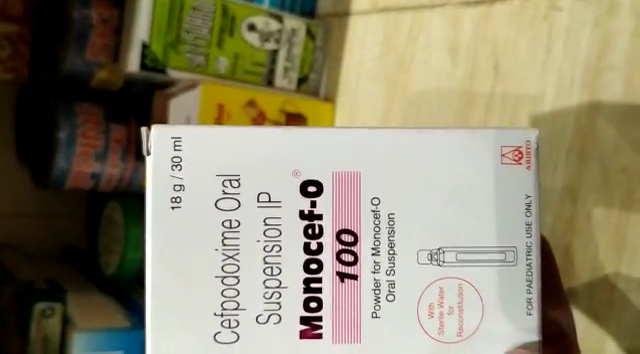 18 g / 30 ml
Cefpodoxime Oral
Suspension IP
Monocef-O®
100
Powder for Monocef-O
Oral Suspension
With
Sterile Water
for
Reconstitution
FOR PAEDIATRIC USE ONLY
ARISTO